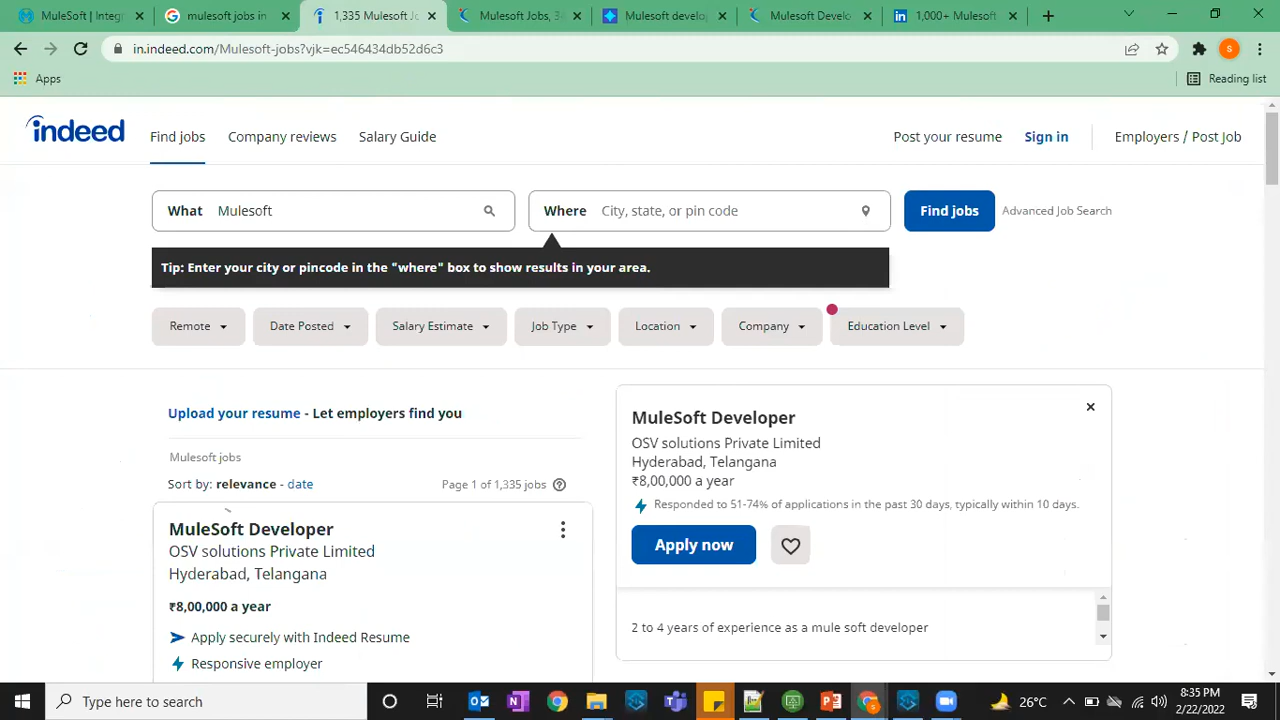 MuleSoft | Integ
mulesoft jobs in
1,335 Mulesoft Jo
MuleSoft Jobs, 34
Mulesoft develop
Mulesoft Develo
1,000+ Mulesoft
S
in.indeed.com/Mulesoft-jobs?vjk=ec546434db52d6c3
Apps
Reading list
indeed
Find jobs
Company reviews
Salary Guide
Post your resume
Sign in
Employers / Post Job
What Mulesoft
Where City, state, or pin code
Find jobs
Advanced Job Search
Tip: Enter your city or pincode in the "where" box to show results in your area.
Remote
Date Posted
Salary Estimate
Job Type
Location
Company
Education Level
Upload your resume - Let employers find you
Mulesoft jobs
Sort by: relevance - date
Page 1 of 1,335 jobs
MuleSoft Developer
OSV solutions Private Limited
Hyderabad, Telangana
₹8,00,000 a year
Apply securely with Indeed Resume
Responsive employer
MuleSoft Developer
OSV solutions Private Limited
Hyderabad, Telangana
₹8,00,000 a year
Responded to 51-74% of applications in the past 30 days, typically within 10 days.
Apply now
2 to 4 years of experience as a mule soft developer
Type here to search
26°C
8:35 PM
2/22/2022